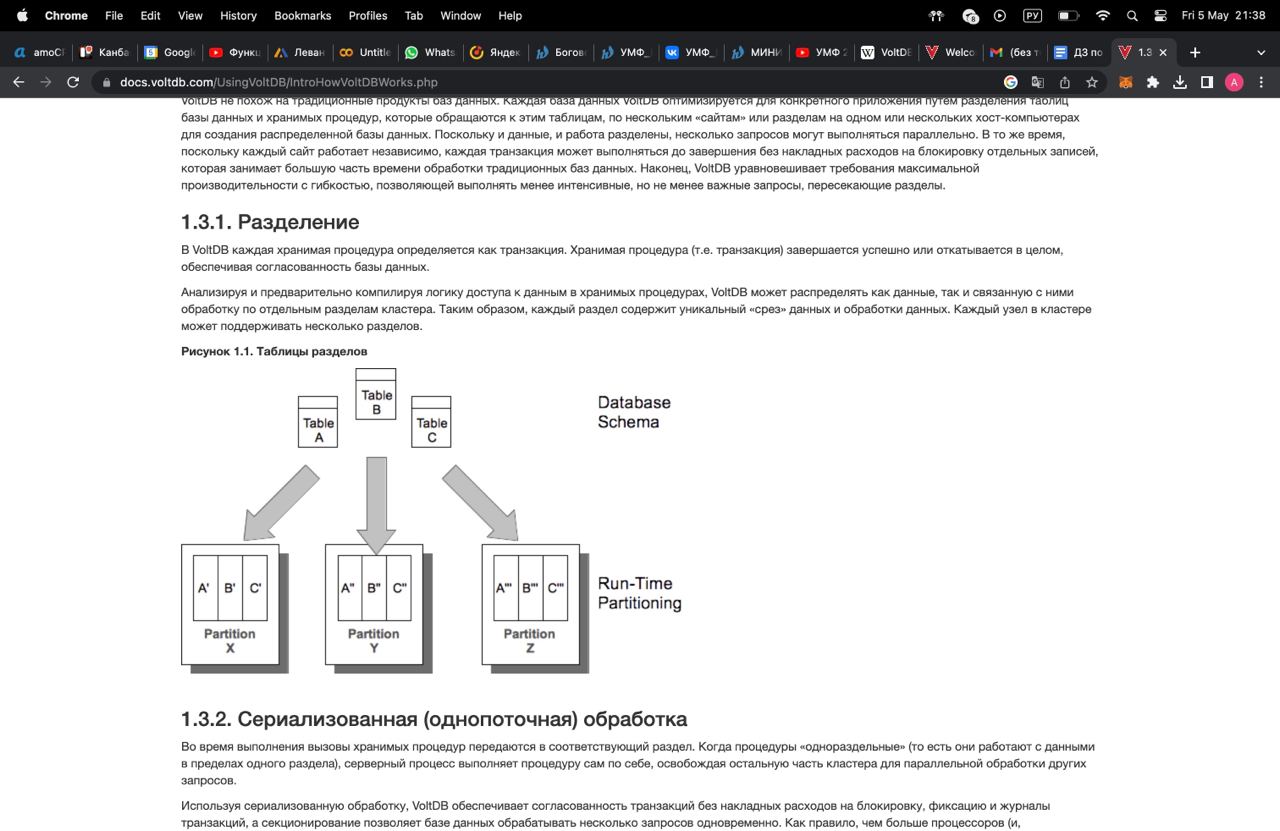 Chrome File Edit View History Bookmarks Profiles Tab Window Help 8 РУ Fri 5 May 21:38
amoCF Канба 5 Google Функц Леван Untitle Whats Яндек Богов УМФ_ УМФ_ МИНИ УМФ 2 W VoltDE Welco (без т ДЗ по 1.3
docs.voltdb.com/UsingVoltDB/IntroHowVoltDBWorks.php A
VoltDB не похож на традиционные продукты баз данных. Каждая база данных VoltDB оптимизируется для конкретного приложения путем разделения таблиц
базы данных и хранимых процедур, которые обращаются к этим таблицам, по нескольким «сайтам» или разделам на одном или нескольких хост-компьютерах
для создания распределенной базы данных. Поскольку и данные, и работа разделены, несколько запросов могут выполняться параллельно. В то же время,
поскольку каждый сайт работает независимо, каждая транзакция может выполняться до завершения без накладных расходов на блокировку отдельных записей,
которая занимает большую часть времени обработки традиционных баз данных. Наконец, VoltDB уравновешивает требования максимальной
производительности с гибкостью, позволяющей выполнять менее интенсивные, но не менее важные запросы, пересекающие разделы.
1.3.1. Разделение
В VoltDB каждая хранимая процедура определяется как транзакция. Хранимая процедура (т.е. транзакция) завершается успешно или откатывается в целом,
обеспечивая согласованность базы данных.
Анализируя и предварительно компилируя логику доступа к данным в хранимых процедурах, VoltDB может распределять как данные, так и связанную с ними
обработку по отдельным разделам кластера. Таким образом, каждый раздел содержит уникальный «срез» данных и обработки данных. Каждый узел в кластере
может поддерживать несколько разделов.
Рисунок 1.1. Таблицы разделов
Table A
Table B
Table C
Database
Schema
A' B' C'
Partition
X
A" B" C"
Partition
Y
A''' B''' C'''
Partition
Z
Run-Time
Partitioning
1.3.2. Сериализованная (однопоточная) обработка
Во время выполнения вызовы хранимых процедур передаются в соответствующий раздел. Когда процедуры «однораздельные» (то есть они работают с данными
в пределах одного раздела), серверный процесс выполняет процедуру сам по себе, освобождая остальную часть кластера для параллельной обработки других
запросов.
Используя сериализованную обработку, VoltDB обеспечивает согласованность транзакций без накладных расходов на блокировку, фиксацию и журналы
транзакций, а секционирование позволяет базе данных обрабатывать несколько запросов одновременно. Как правило, чем больше процессоров (и,